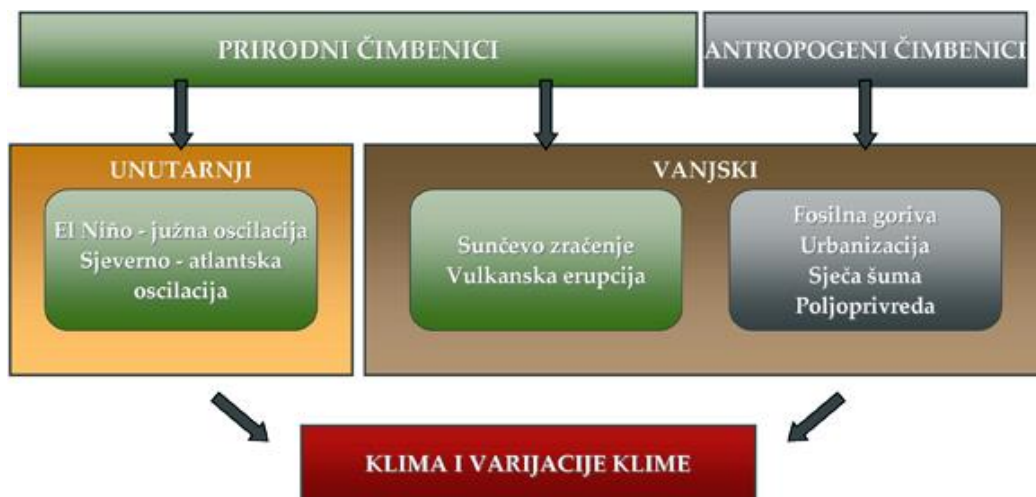 PRIRODNI ČIMBENICI
ANTROPOGENI ČIMBENICI
UNUTARNJI
El Niño - južna oscilacija
Sjeverno - atlantska
oscilacija
VANJSKI
Sunčevo zračenje
Vulkanska erupcija
Fosilna goriva
Urbanizacija
Sječa šuma
Poljoprivreda
KLIMA I VARIJACIJE KLIME